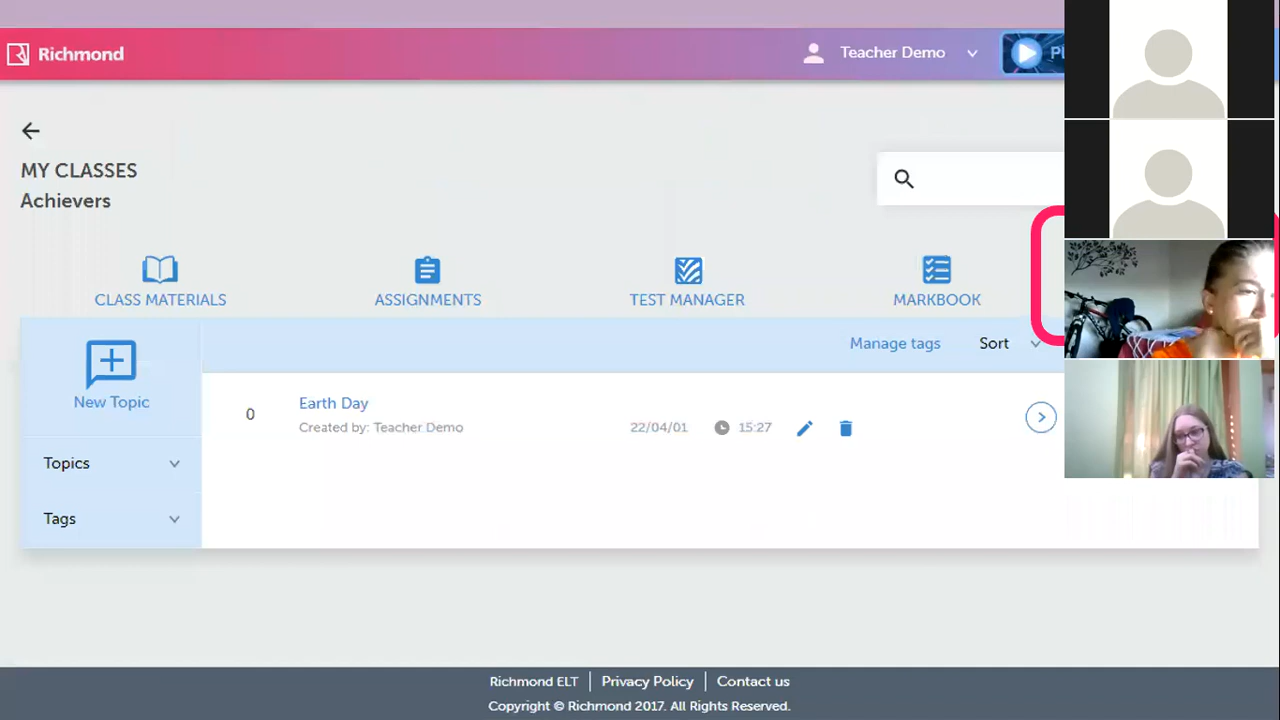 Richmond
Teacher Demo
MY CLASSES
Achievers
CLASS MATERIALS
ASSIGNMENTS
TEST MANAGER
MARKBOOK
New Topic
Manage tags
Sort
0
Earth Day
Created by: Teacher Demo
22/04/01
15:27
Topics
Tags
Richmond ELT | Privacy Policy | Contact us
Copyright © Richmond 2017. All Rights Reserved.